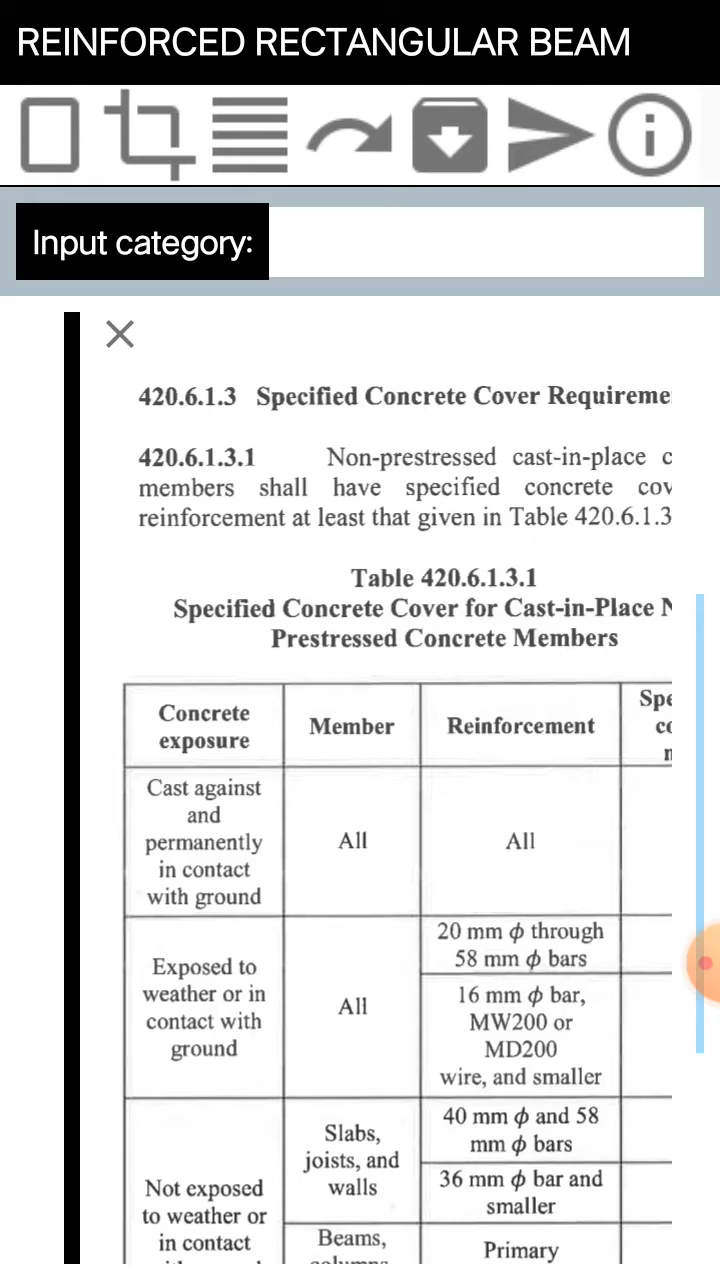 REINFORCED RECTANGULAR BEAM
Input category:
420.6.1.3 Specified Concrete Cover Requireme
420.6.1.3.1 Non-prestressed cast-in-place c
members shall have specified concrete cov
reinforcement at least that given in Table 420.6.1.3
Table 420.6.1.3.1
Specified Concrete Cover for Cast-in-Place N
Prestressed Concrete Members
Concrete
exposure
Member
Reinforcement
Spe
co
Cast against
and
permanently
in contact
with ground
All
All
Exposed to
weather or in
contact with
ground
All
20 mm ϕ through
58 mm ϕ bars
16 mm ϕ bar,
MW200 or
MD200
wire, and smaller
Not exposed
to weather or
in contact
Slabs,
joists, and
walls
40 mm ϕ and 58
mm ϕ bars
36 mm ϕ bar and
smaller
Beams,
Primary